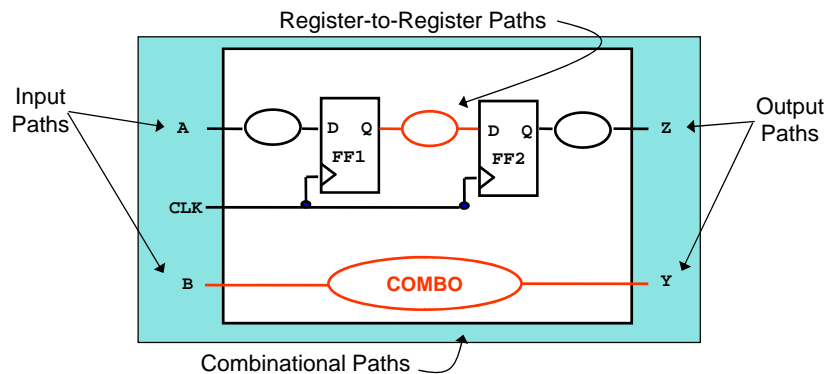 Register-to-Register Paths
Input
Paths
A
D Q
FF1
D Q
FF2
Z
Output
Paths
CLK
B
COMBO
Y
Combinational Paths